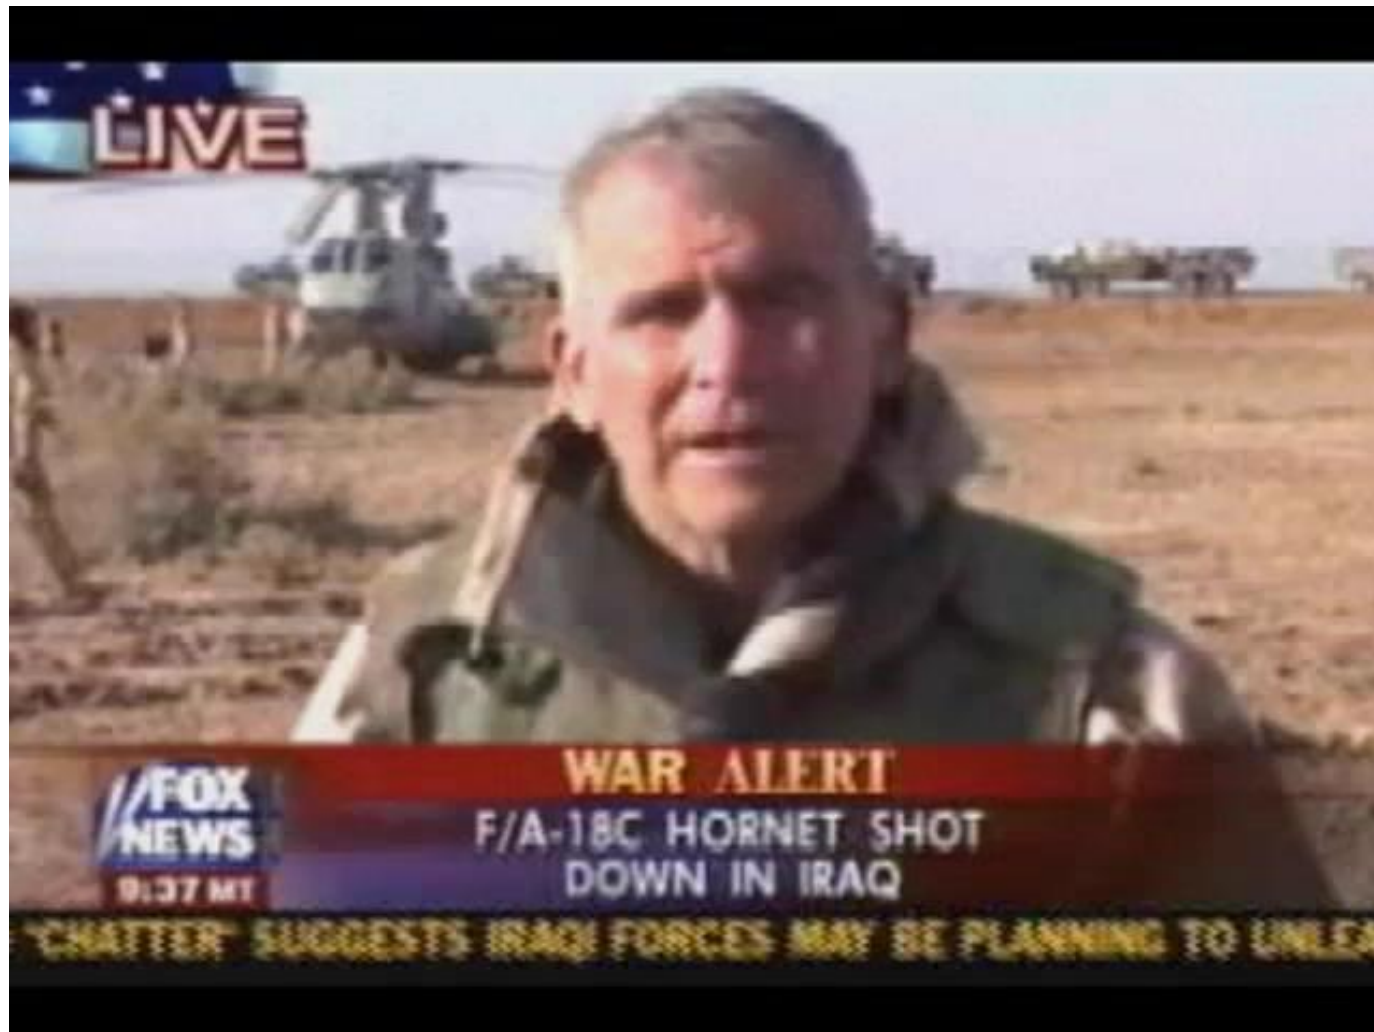 LIVE
WAR ALERT
FOX
NEWS
F/A-18C HORNET SHOT
DOWN IN IRAQ
9:37 MT
"CHATTER" SUGGESTS IRAQI FORCES MAY BE PLANNING TO